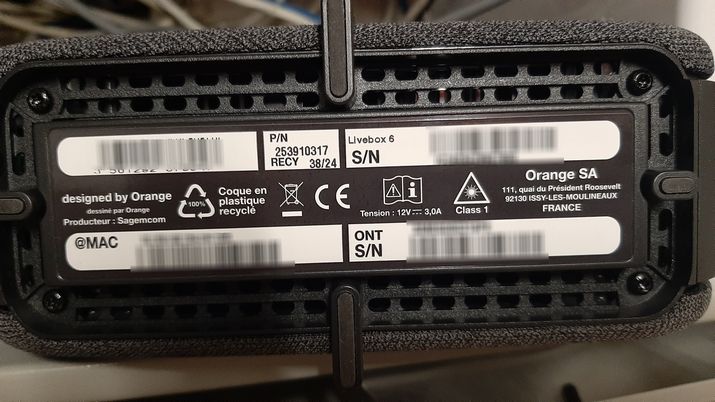 P/N
253910317
RECY 38/24
Livebox 6
S/N
designed by Orange
dessiné par Orange
Producteur : Sagemcom
100%
Coque en
plastique
recyclé
CE
Tension : 12V⎓ 3,0A
Class 1
Orange SA
111, quai du Président Roosevelt
92130 ISSY-LES-MOULINEAUX
FRANCE
@MAC
ONT
S/N